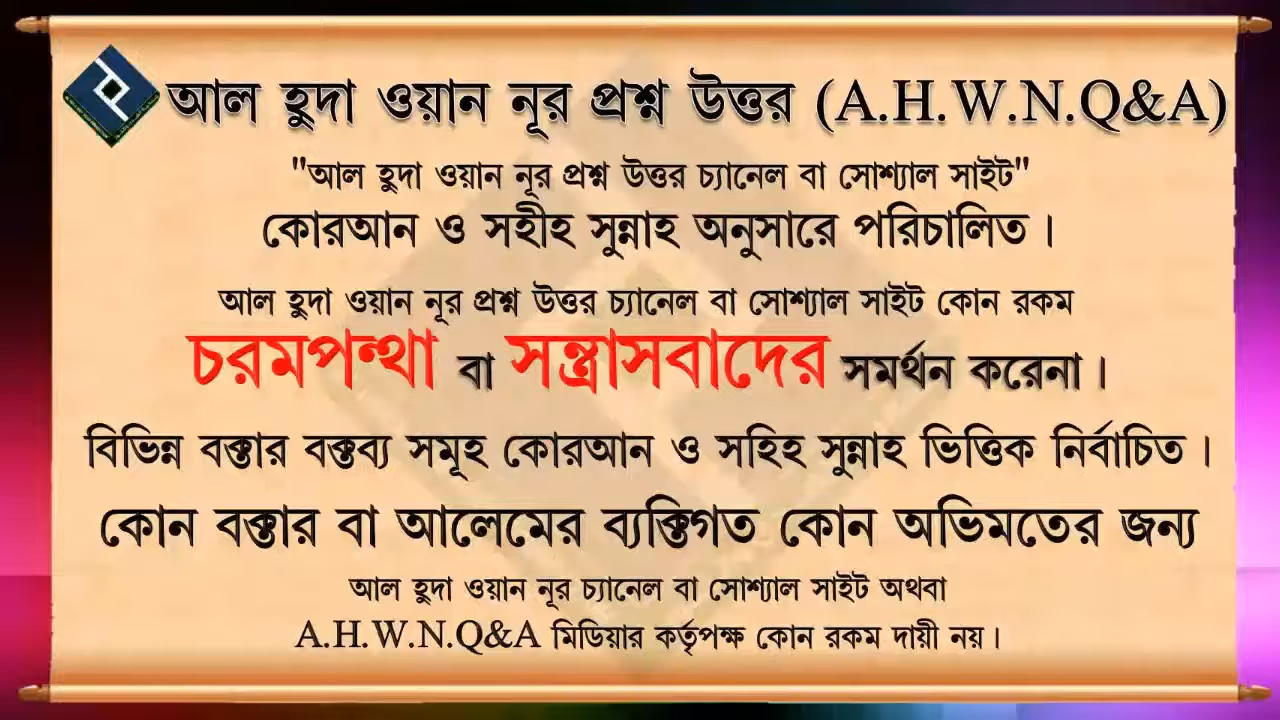 আল হুদা ওয়ান নূর প্রশ্ন উত্তর (A.H.W.N.Q&A)
"আল হুদা ওয়ান নূর প্রশ্ন উত্তর চ্যানেল বা সোশ্যাল সাইট"
কোরআন ও সহীহ সুন্নাহ অনুসারে পরিচালিত ।
আল হুদা ওয়ান নূর প্রশ্ন উত্তর চ্যানেল বা সোশ্যাল সাইট কোন রকম
চরমপন্থা বা সন্ত্রাসবাদের সমর্থন করেনা ।
বিভিন্ন বক্তার বক্তব্য সমূহ কোরআন ও সহিহ সুন্নাহ ভিত্তিক নির্বাচিত ।
কোন বক্তার বা আলেমের ব্যক্তিগত কোন অভিমতের জন্য
আল হুদা ওয়ান নূর চ্যানেল বা সোশ্যাল সাইট অথবা
A.H.W.N.Q&A মিডিয়ার কর্তৃপক্ষ কোন রকম দায়ী নয় ।